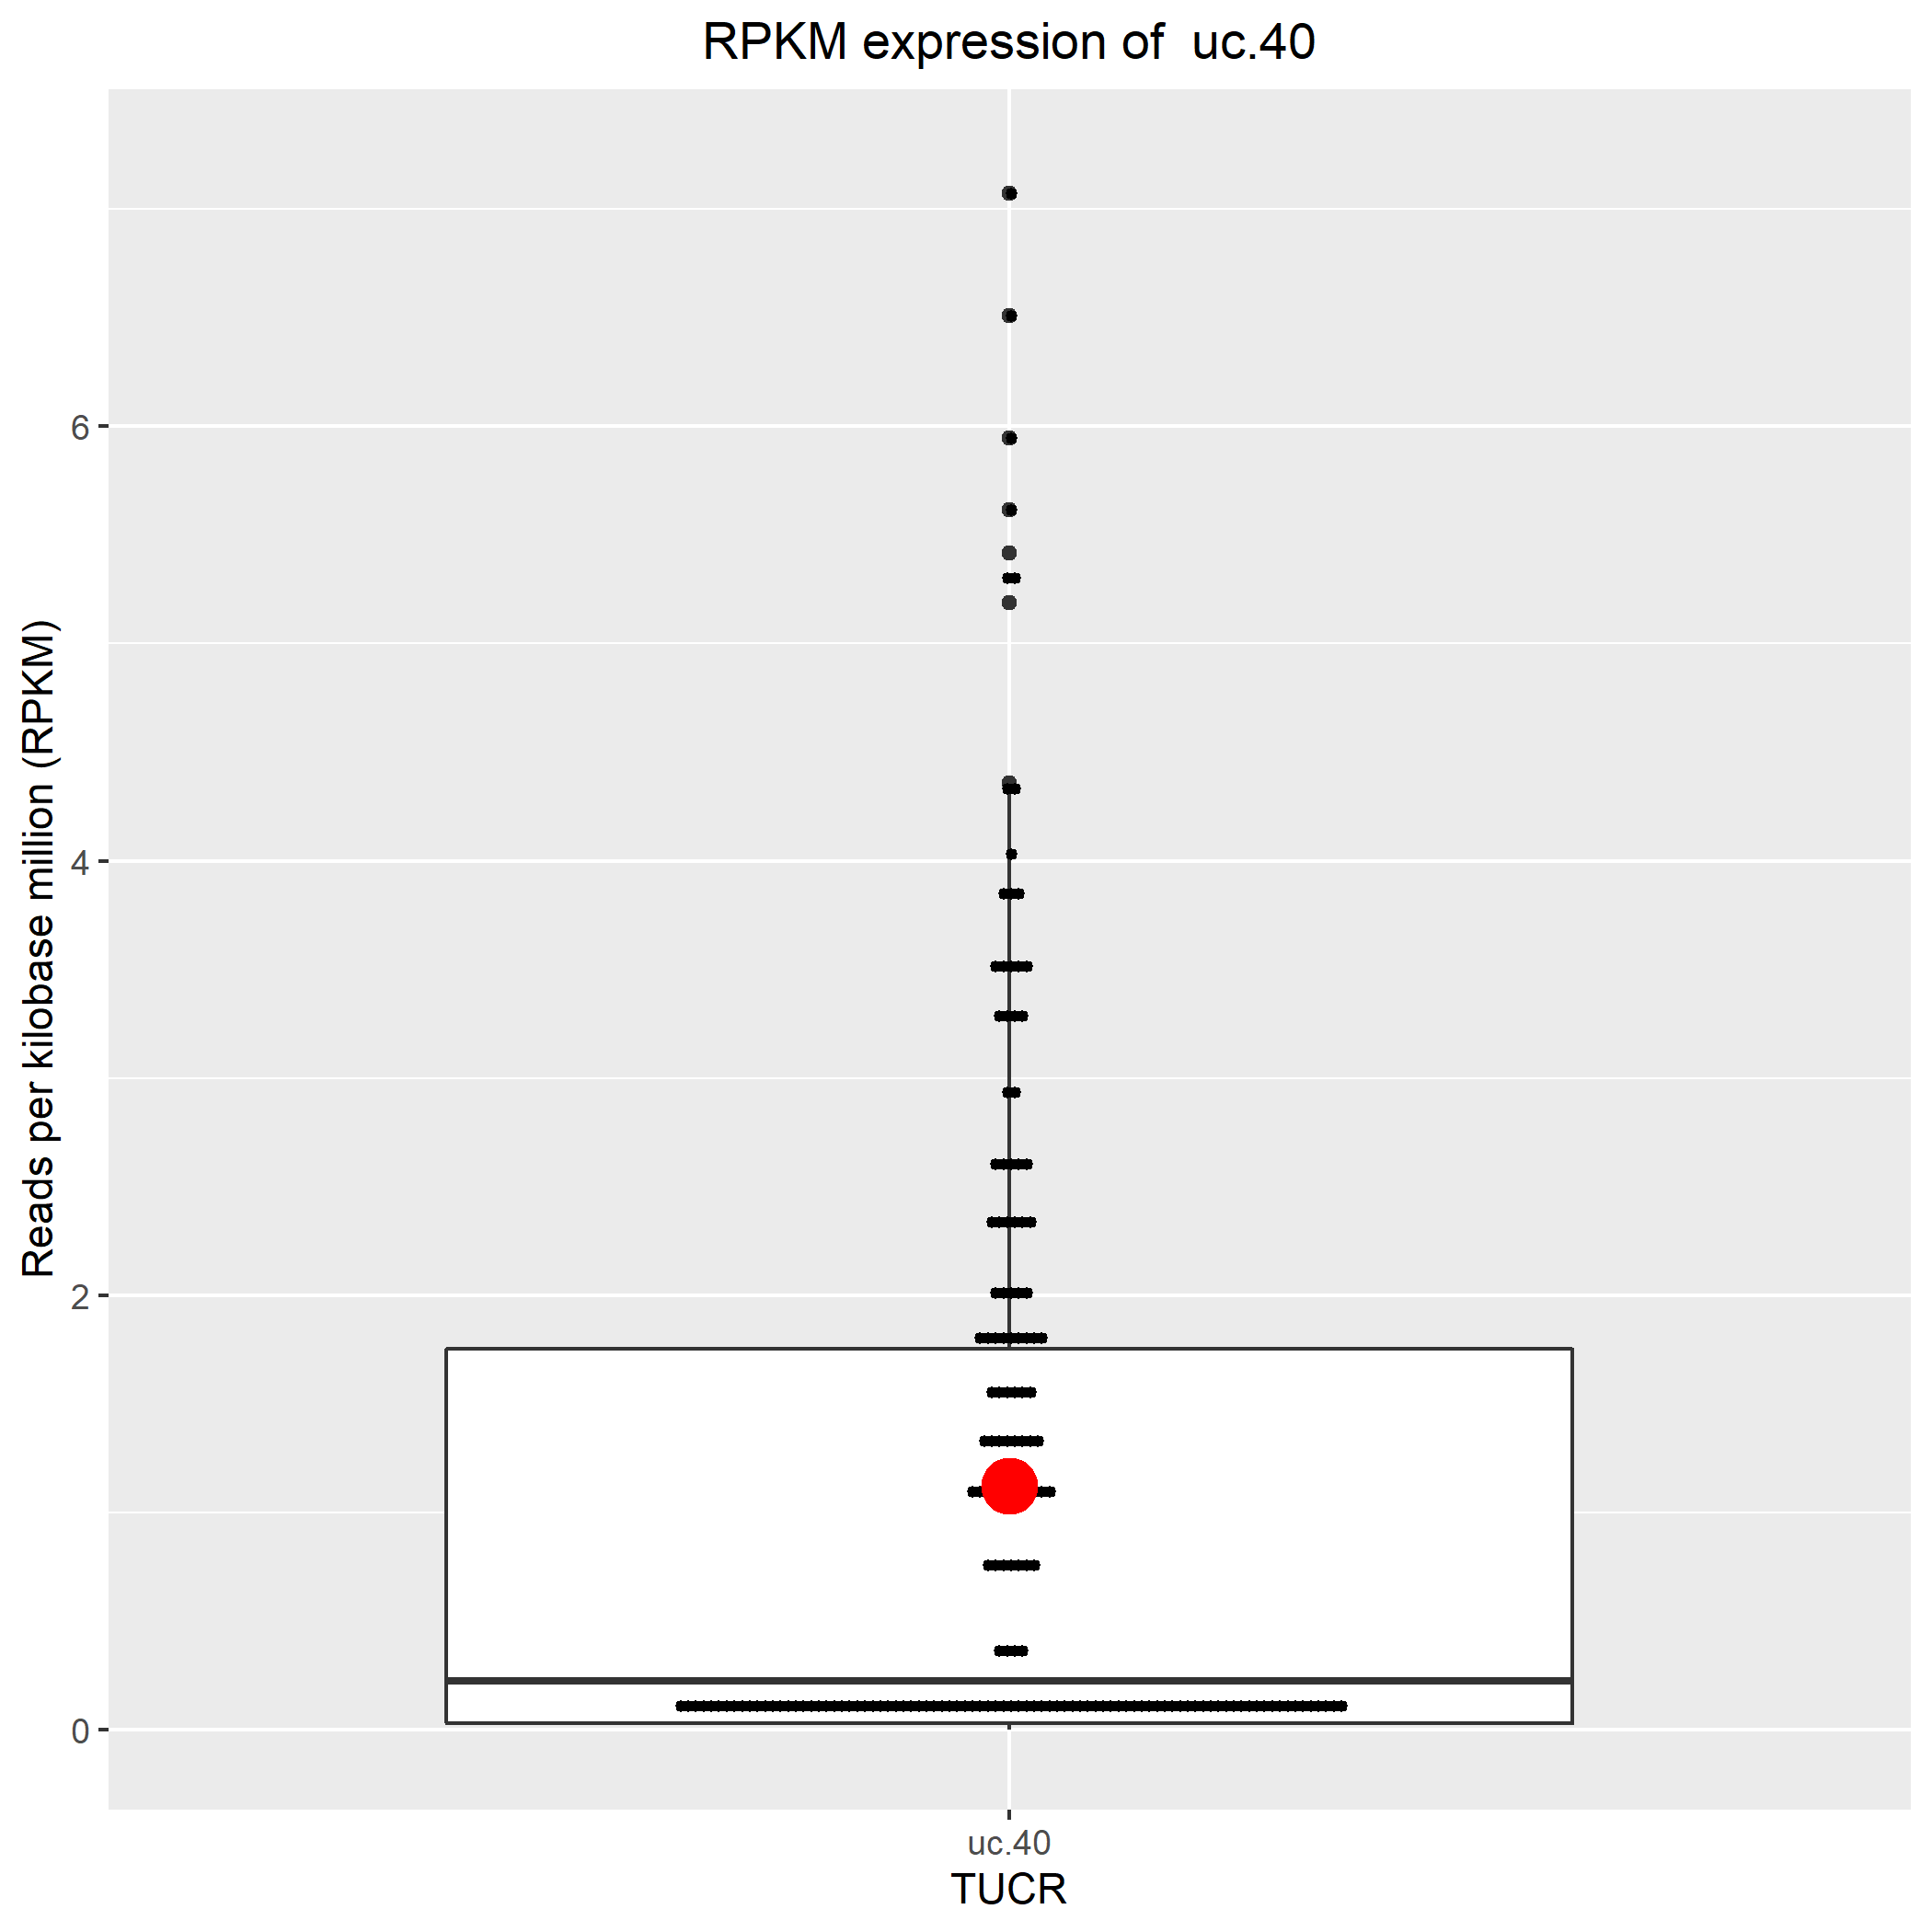 RPKM expression of  uc.40
Reads per kilobase million (RPKM)
6
4
2
0
uc.40
TUCR